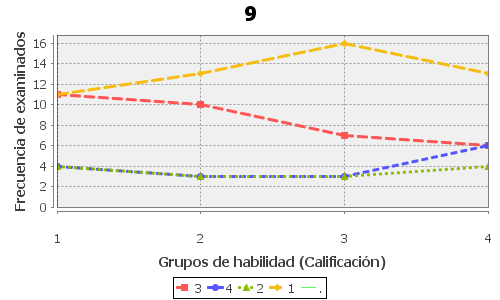 9
Frecuencia de examinados
16
14
12
10
8
6
4
2
0
1 2 3 4
Grupos de habilidad (Calificación)
3 4 2 1 .